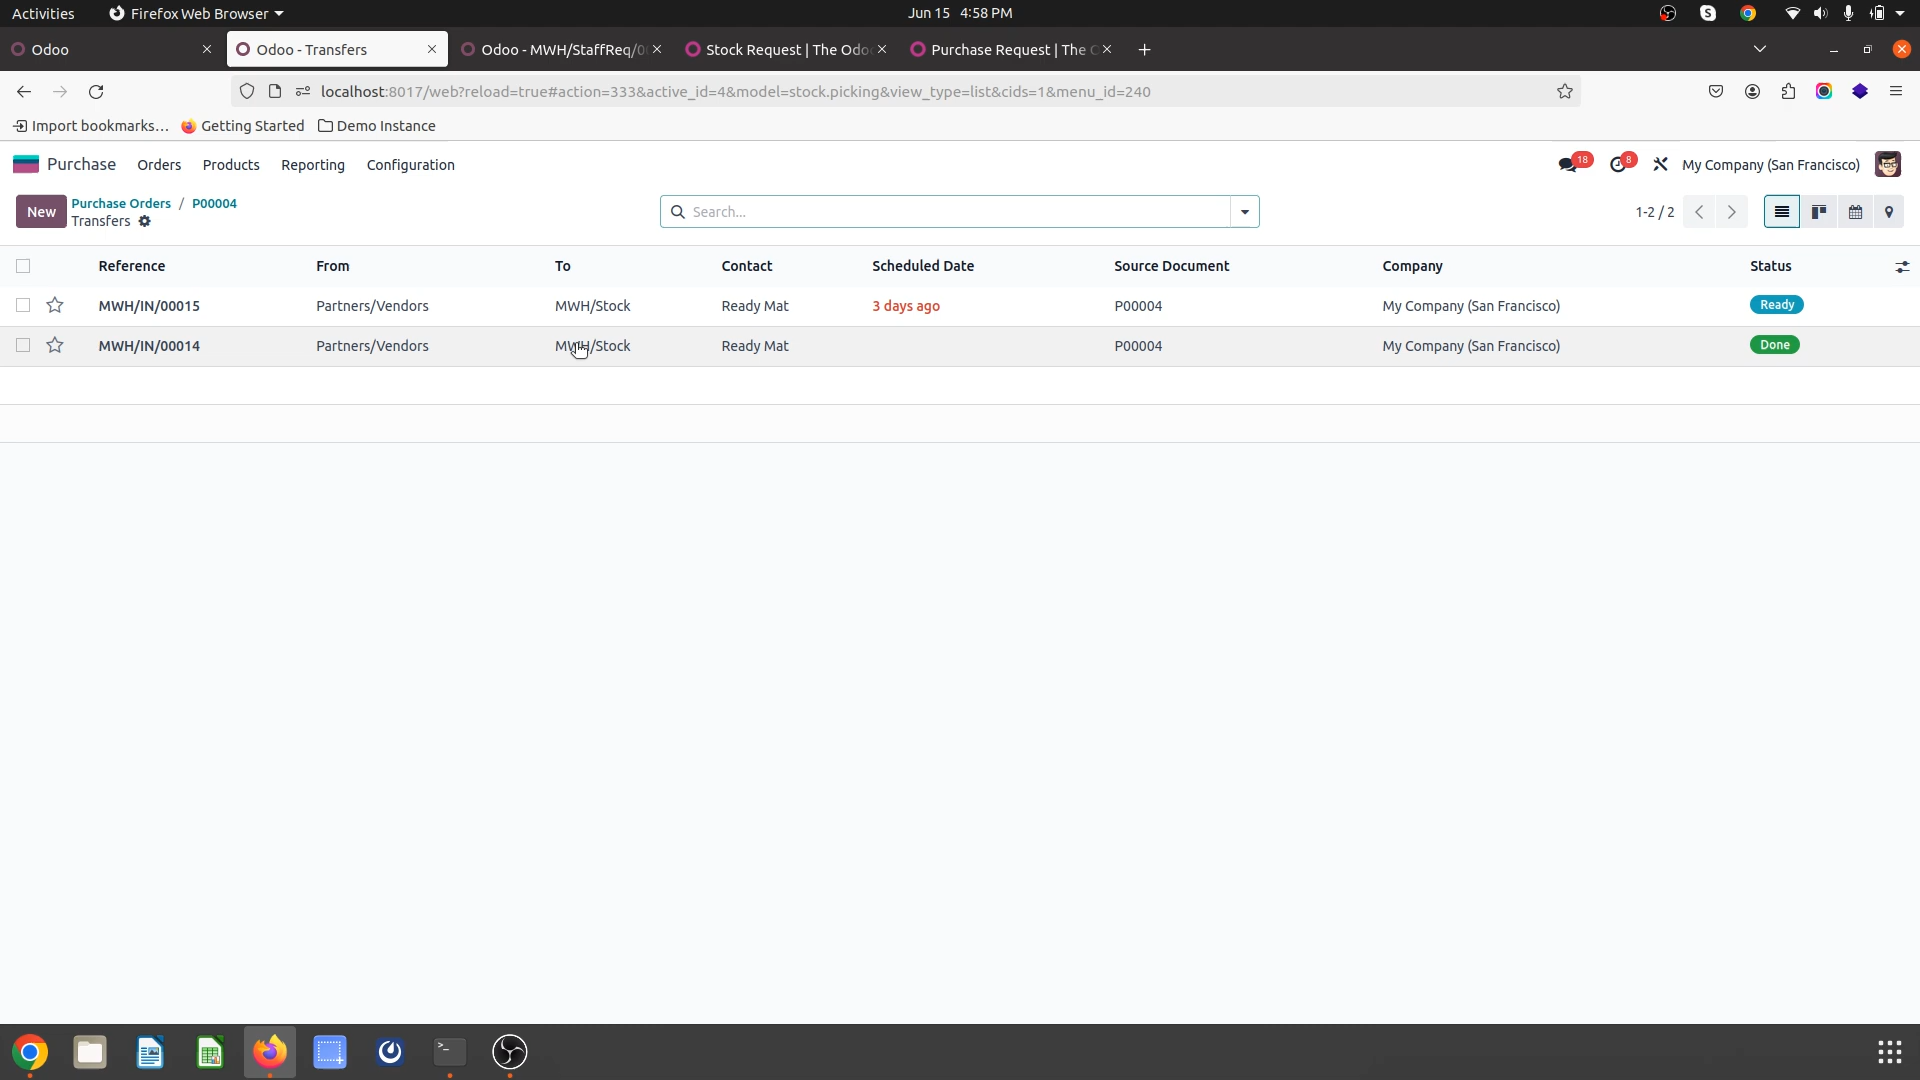 Activities
Firefox Web Browser
Jun 15 4:58 PM
Odoo
Odoo - Transfers
Odoo - MWH/StaffReq/0
Stock Request | The Odo
Purchase Request | The
localhost:8017/web?reload=true#action=333&active_id=4&model=stock.picking&view_type=list&cids=1&menu_id=240
Import bookmarks...
Getting Started
Demo Instance
Purchase
Orders
Products
Reporting
Configuration
18
8
My Company (San Francisco)
New
Purchase Orders / P00004
Transfers
Search...
1-2 / 2
Reference From To Contact Scheduled Date Source Document Company Status
MWH/IN/00015 Partners/Vendors MWH/Stock Ready Mat 3 days ago P00004 My Company (San Francisco) Ready
MWH/IN/00014 Partners/Vendors MWH/Stock Ready Mat P00004 My Company (San Francisco) Done